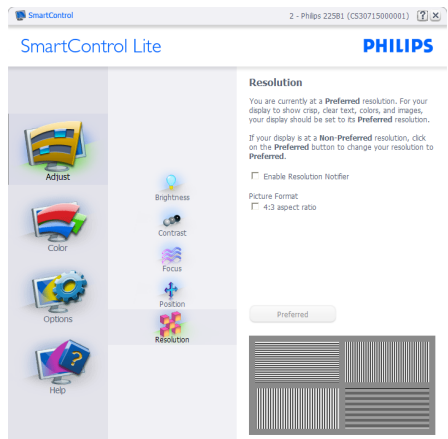 SmartControl
2 - Philips 225B1 (CS30715000001)
SmartControl Lite
PHILIPS
Adjust
Color
Options
Help
Brightness
Contrast
Focus
Position
Resolution
Resolution
You are currently at a Preferred resolution. For your
display to show crisp, clear text, colors, and images,
your display should be set to its Preferred resolution.
If your display is at a Non-Preferred resolution, click
on the Preferred button to change your resolution to
Preferred.
Enable Resolution Notifier
Picture Format
4:3 aspect ratio
Preferred